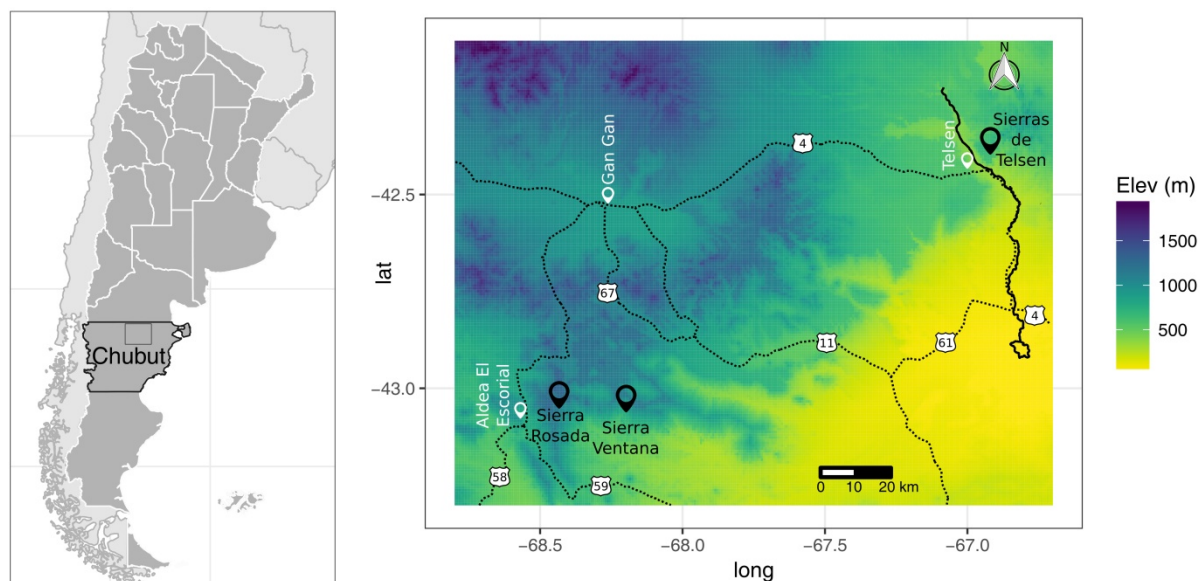 Chubut
lat
−42.5
−43.0
N
Sierras
de
Telsen
Telsen
4
Gan Gan
67
11
61
4
Aldea El
Escorial
Sierra
Rosada
Sierra
Ventana
58
59
0 10 20 km
−68.5
−68.0
−67.5
−67.0
long
Elev (m)
1500
1000
500